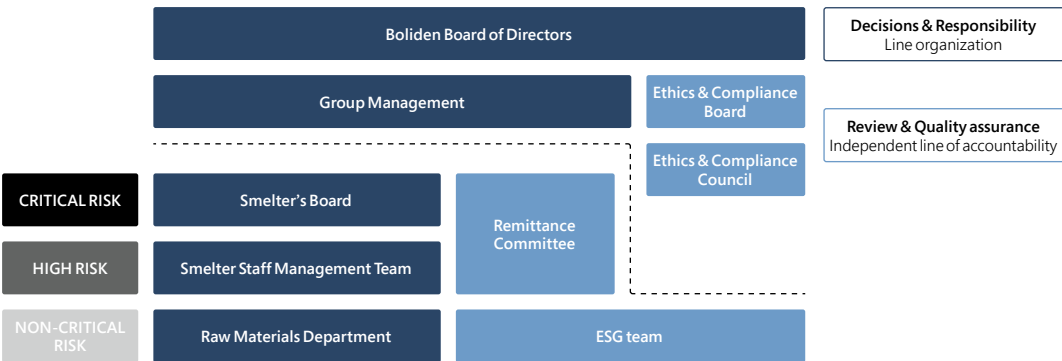 Boliden Board of Directors
Decisions & Responsibility
Line organization
Group Management
Ethics & Compliance
Board
Review & Quality assurance
Independent line of accountability
Ethics & Compliance
Council
CRITICAL RISK
Smelter's Board
Remittance
Committee
HIGH RISK
Smelter Staff Management Team
NON-CRITICAL
RISK
Raw Materials Department
ESG team